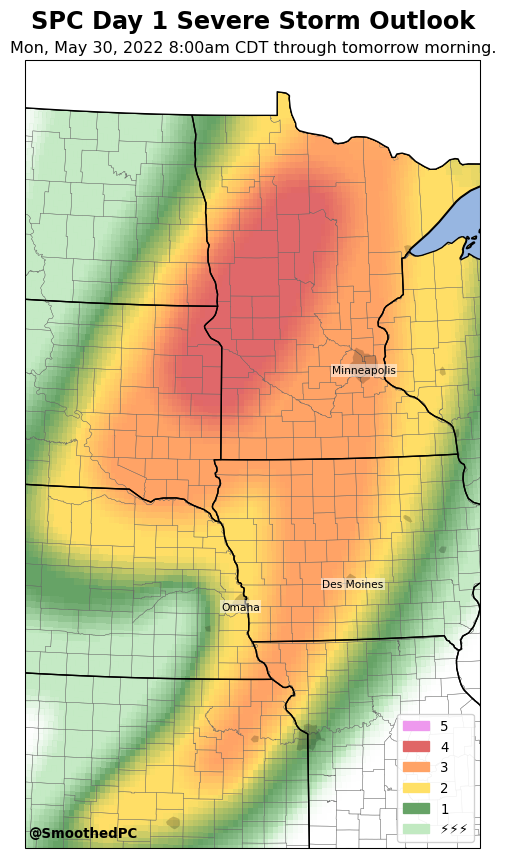 SPC Day 1 Severe Storm Outlook
Mon, May 30, 2022 8:00am CDT through tomorrow morning.
Minneapolis
Des Moines
Omaha
5
4
3
2
1
⚡⚡⚡
@SmoothedPC